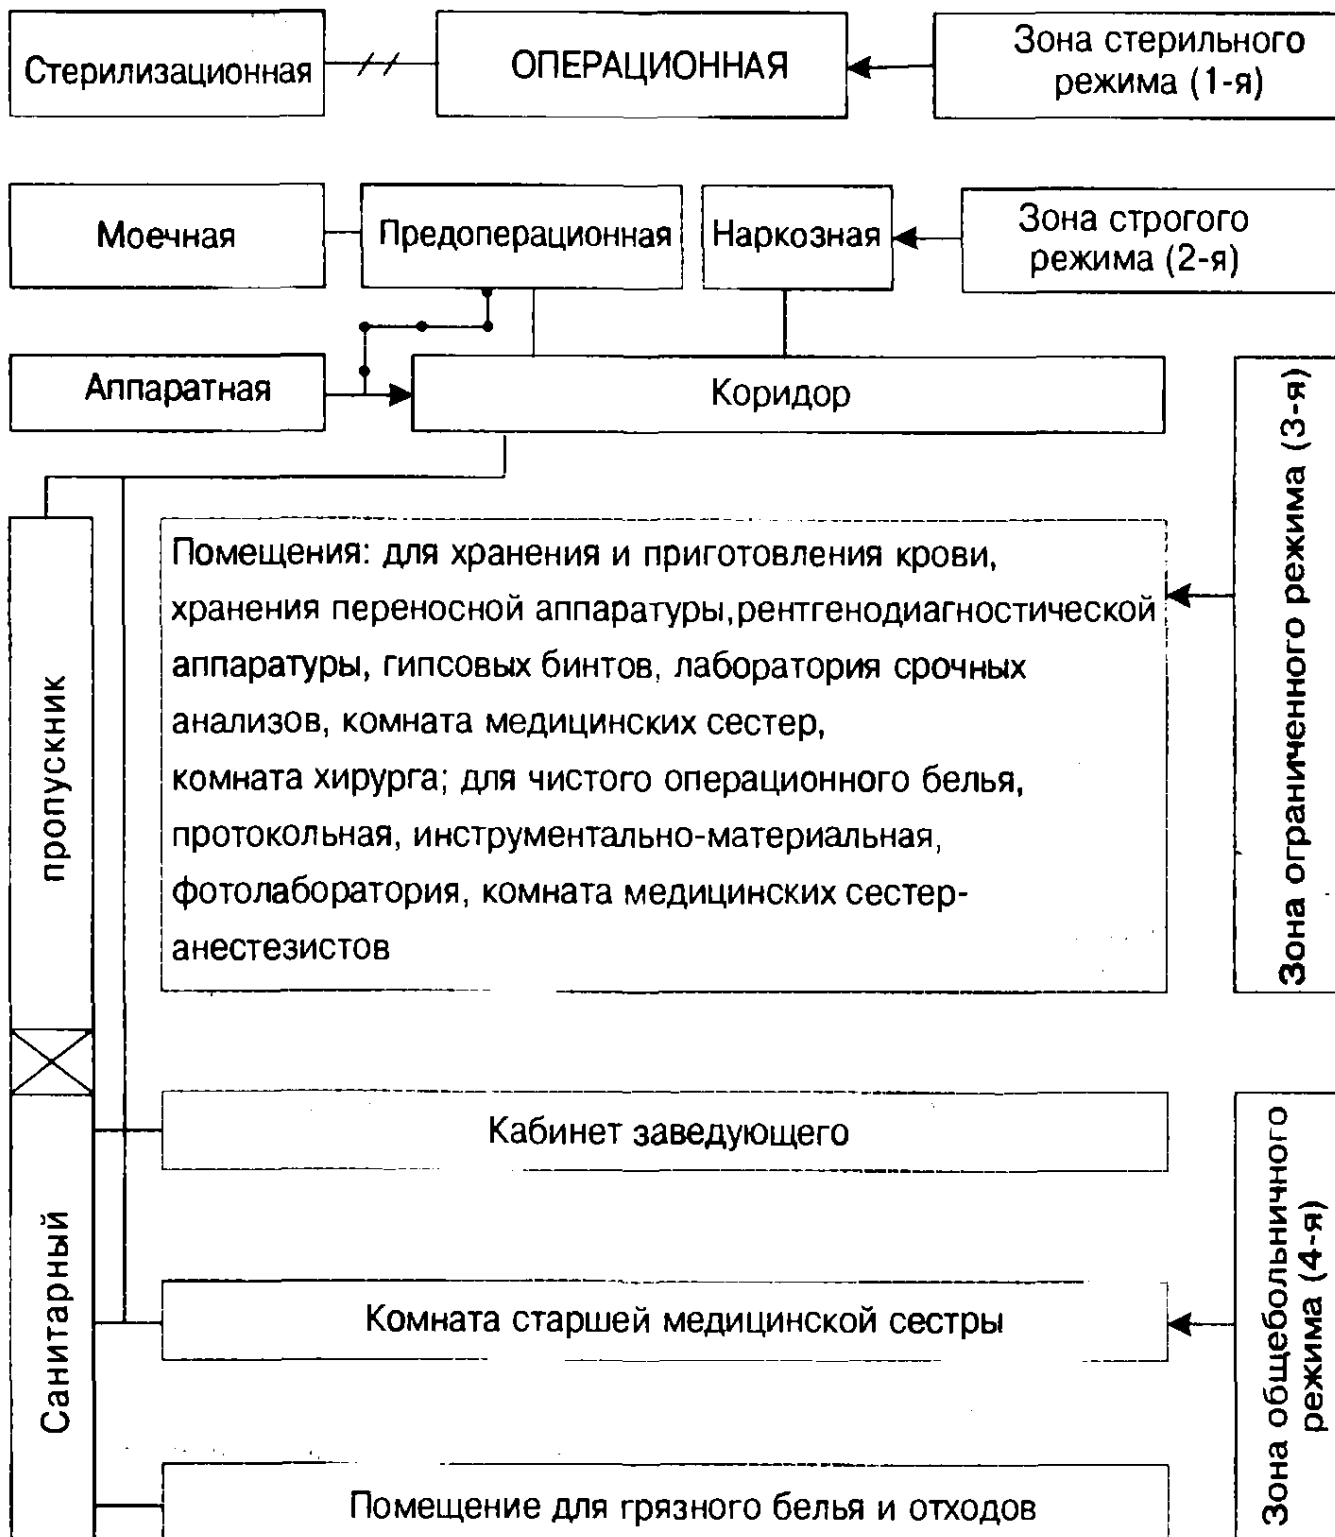 Стерилизационная
ОПЕРАЦИОННАЯ
Зона стерильного
режима (1-я)
Моечная
Предоперационная
Наркозная
Зона строгого
режима (2-я)
Аппаратная
Коридор
Зона ограниченного режима (3-я)
Помещения: для хранения и приготовления крови,
хранения переносной аппаратуры, рентгенодиагностической
аппаратуры, гипсовых бинтов, лаборатория срочных
анализов, комната медицинских сестер,
комната хирурга; для чистого операционного белья,
протокольная, инструментально-материальная,
фотолаборатория, комната медицинских сестер-
анестезистов
Санитарный
пропускник
Кабинет заведующего
Комната старшей медицинской сестры
Помещение для грязного белья и отходов
Зона общебольничного
режима (4-я)